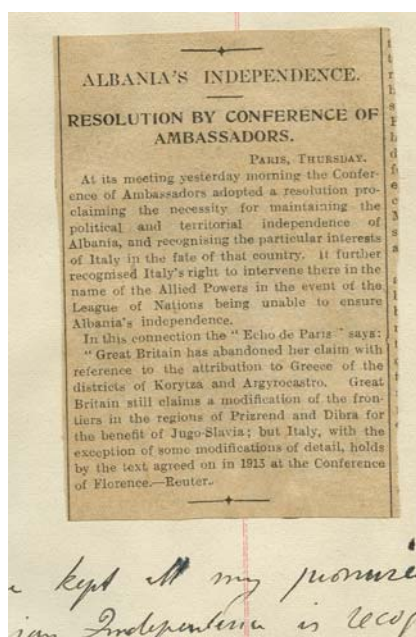 ALBANIA'S INDEPENDENCE.
RESOLUTION BY CONFERENCE OF
AMBASSADORS.
PARIS, THURSDAY.
At its meeting yesterday morning the Confer-
ence of Ambassadors adopted a resolution pro-
claiming the necessity for maintaining the
political and territorial independence of
Albania, and recognising the particular interests
of Italy in the fate of that country. It further
recognised Italy's right to intervene there in the
name of the Allied Powers in the event of the
League of Nations being unable to ensure
Albania's independence.
In this connection the "Echo de Paris" says:
"Great Britain has abandoned her claim with
reference to the attribution to Greece of the
districts of Korytza and Argyrocastro. Great
Britain still claims a modification of the fron-
tiers in the regions of Prizrend and Dibra for
the benefit of Jugo-Slavia; but Italy, with the
exception of some modifications of detail, holds
by the text agreed on in 1913 at the Conference
of Florence.—Reuter.
kept my promise
Independence is recog